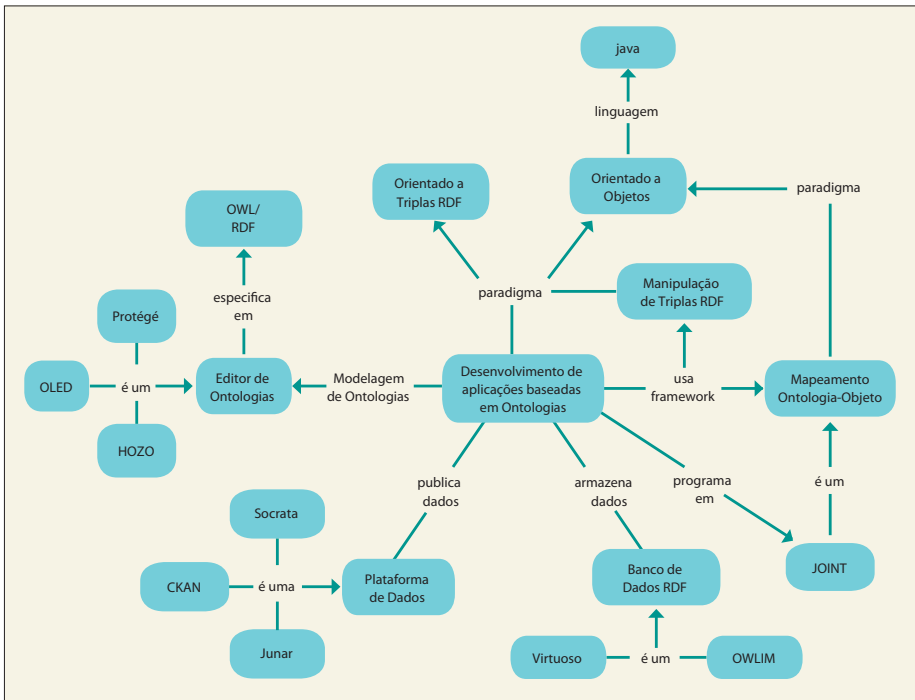 java
linguagem
Orientado a
Triplas RDF
Orientado a
Objetos
paradigma
OWL/
RDF
especifica
em
paradigma
Manipulação
de Triplas RDF
Protégé
OLED
é um
HOZO
Editor de
Ontologias
Modelagem
de Ontologias
Desenvolvimento de
aplicações baseadas
em Ontologias
usa
framework
Mapeamento
Ontologia-Objeto
publica
dados
armazena
dados
programa
em
é um
Socrata
CKAN
é uma
Junar
Plataforma
de Dados
Banco de
Dados RDF
JOINT
Virtuoso
é um
OWLIM